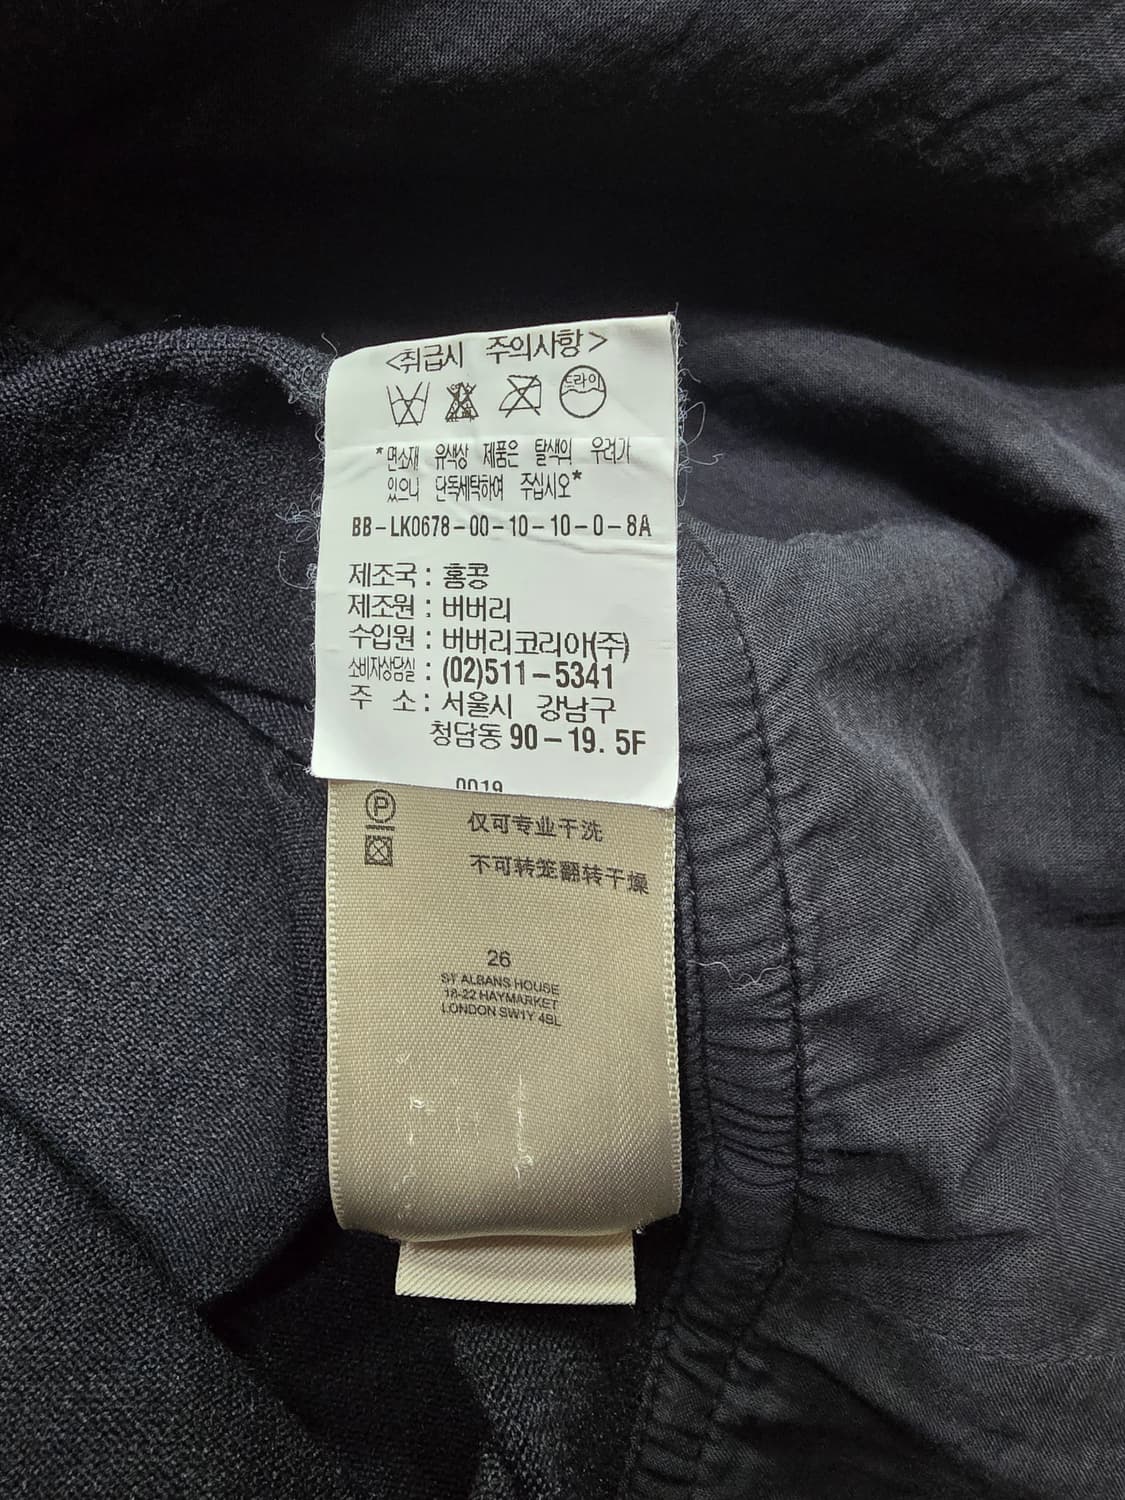 <취급시 주의사항>
드라이
*면소재 유색상 제품은 탈색의 우려가
있으니 단독세탁하여 주십시오*
BB-LK0678-00-10-10-0-8A
제조국 : 홍콩
제조원 : 버버리
수입원 : 버버리코리아(주)
소비자상담실 : (02)511-5341
주 소 : 서울시 강남구
청담동 90-19. 5F
0019
P
仅可专业干洗
不可转笼翻转干燥
26
ST ALBANS HOUSE
18-22 HAYMARKET
LONDON SW1Y 4BL